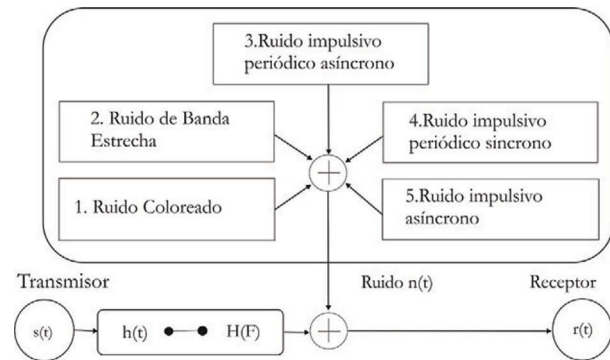 3.Ruido impulsivo
periódico asíncrono
2. Ruido de Banda
Estrecha
4.Ruido impulsivo
periódico sincrono
1. Ruido Coloreado
5.Ruido impulsivo
asíncrono
Transmisor
Ruido n(t)
Receptor
s(t)
h(t)
H(F)
r(t)